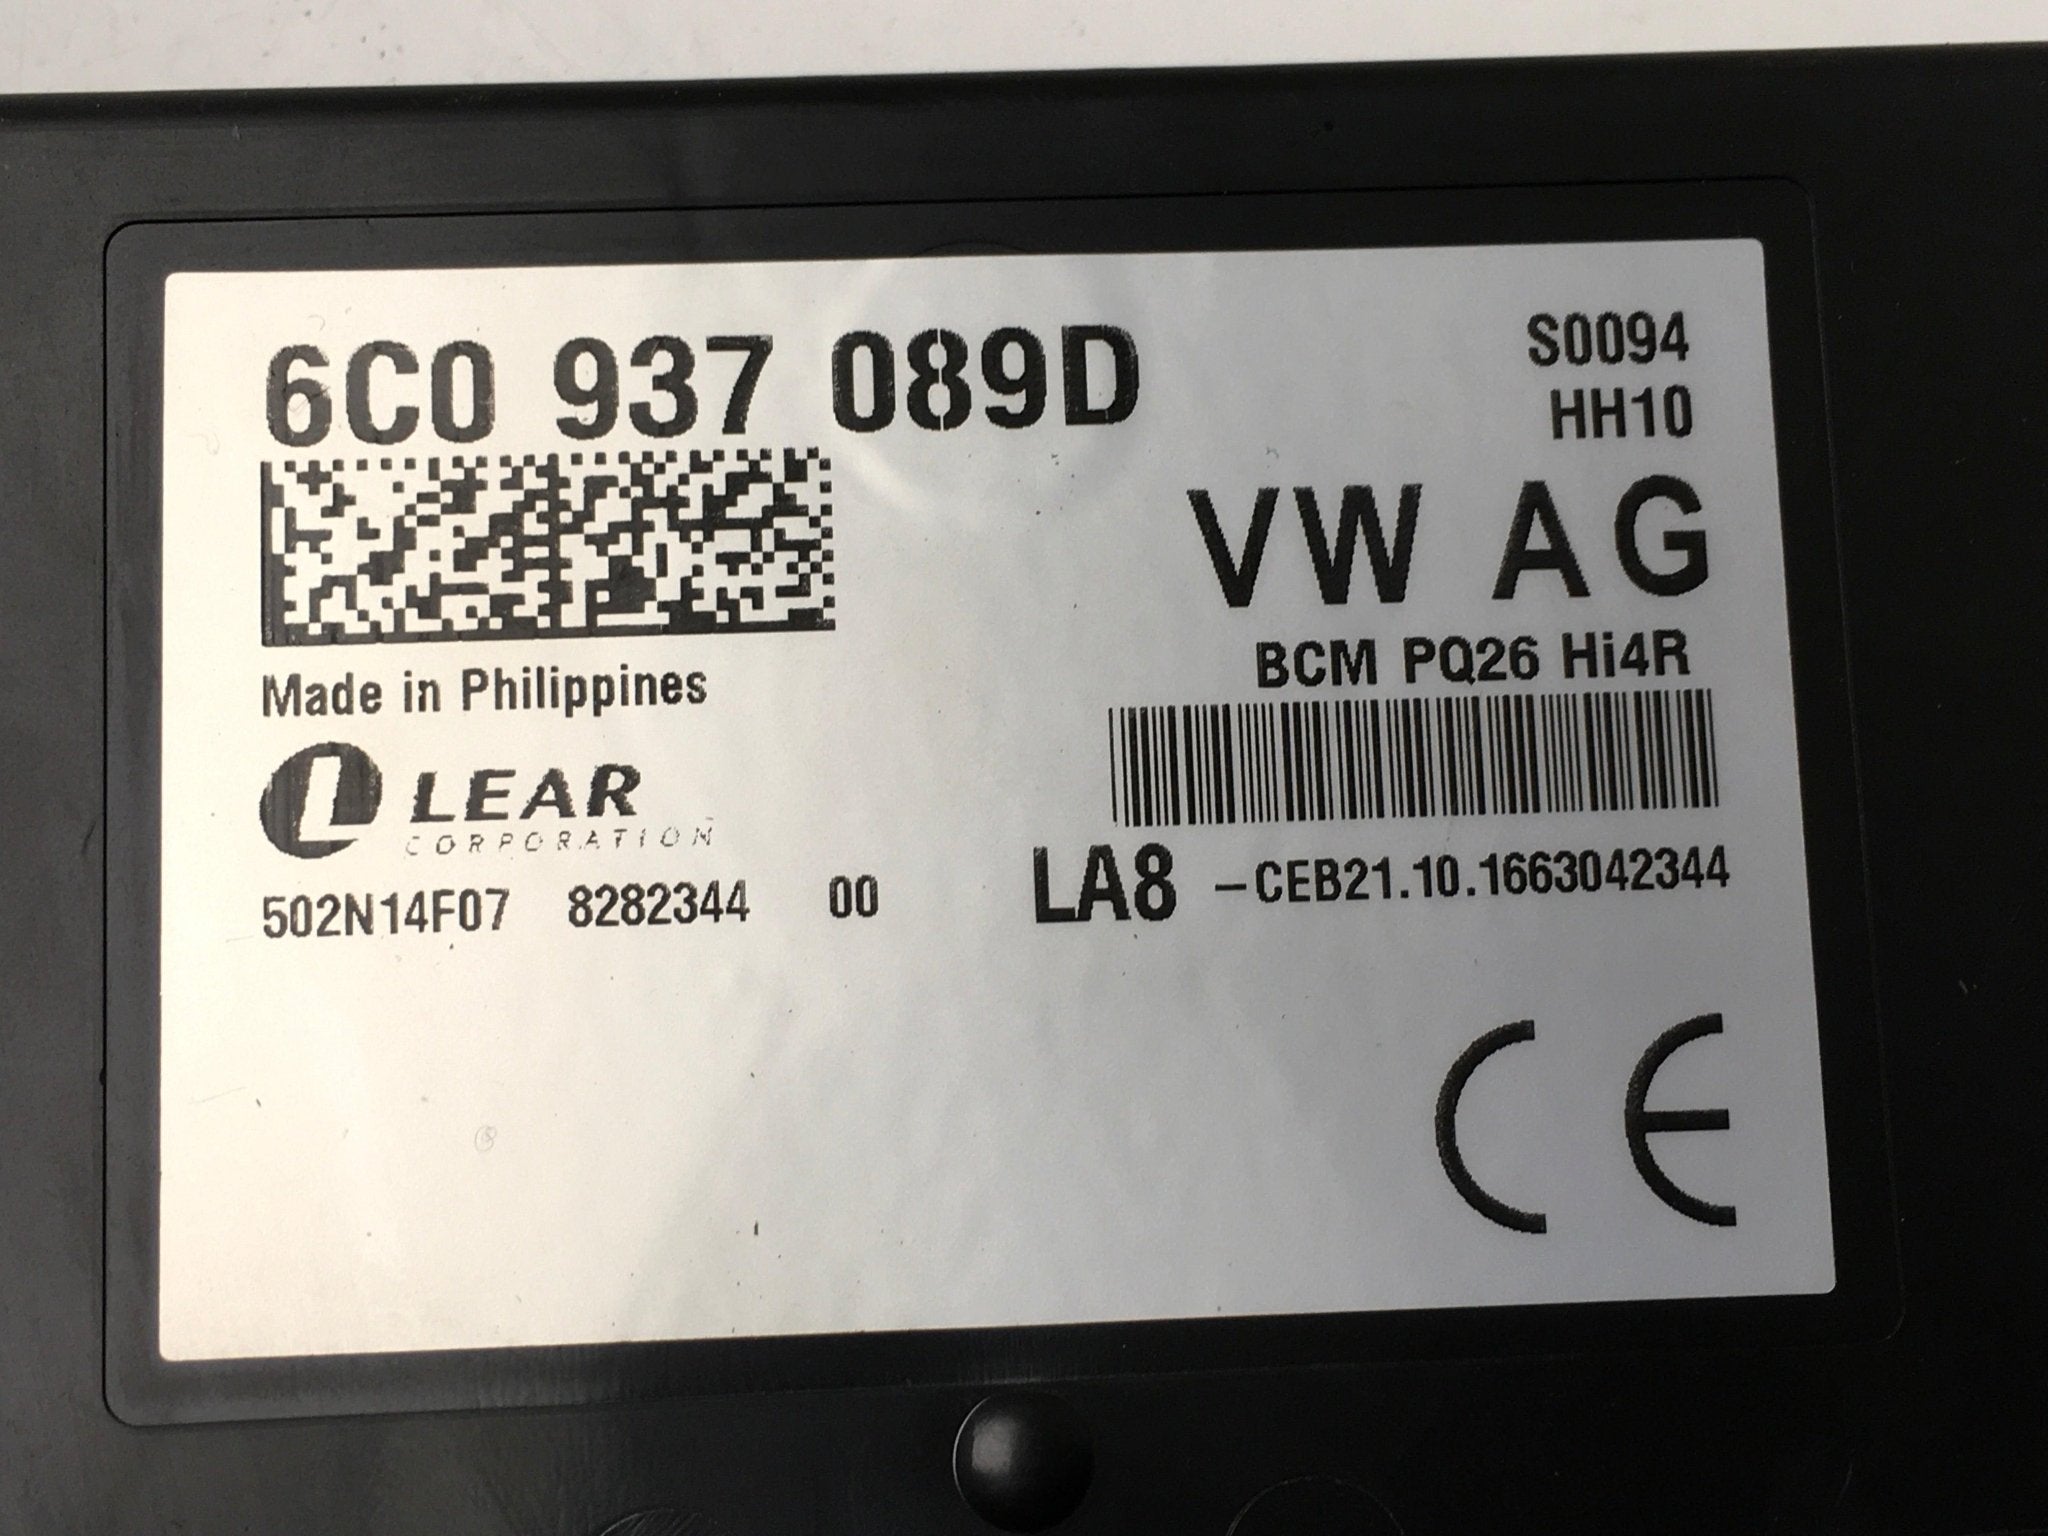 6C0 937 089D
S0094
HH10
VW AG
BCM PQ26 Hi4R
Made in Philippines
LEAR
CORPORATION
502N14F07 8282344 00
LA8 -CEB21.10.1663042344
CE